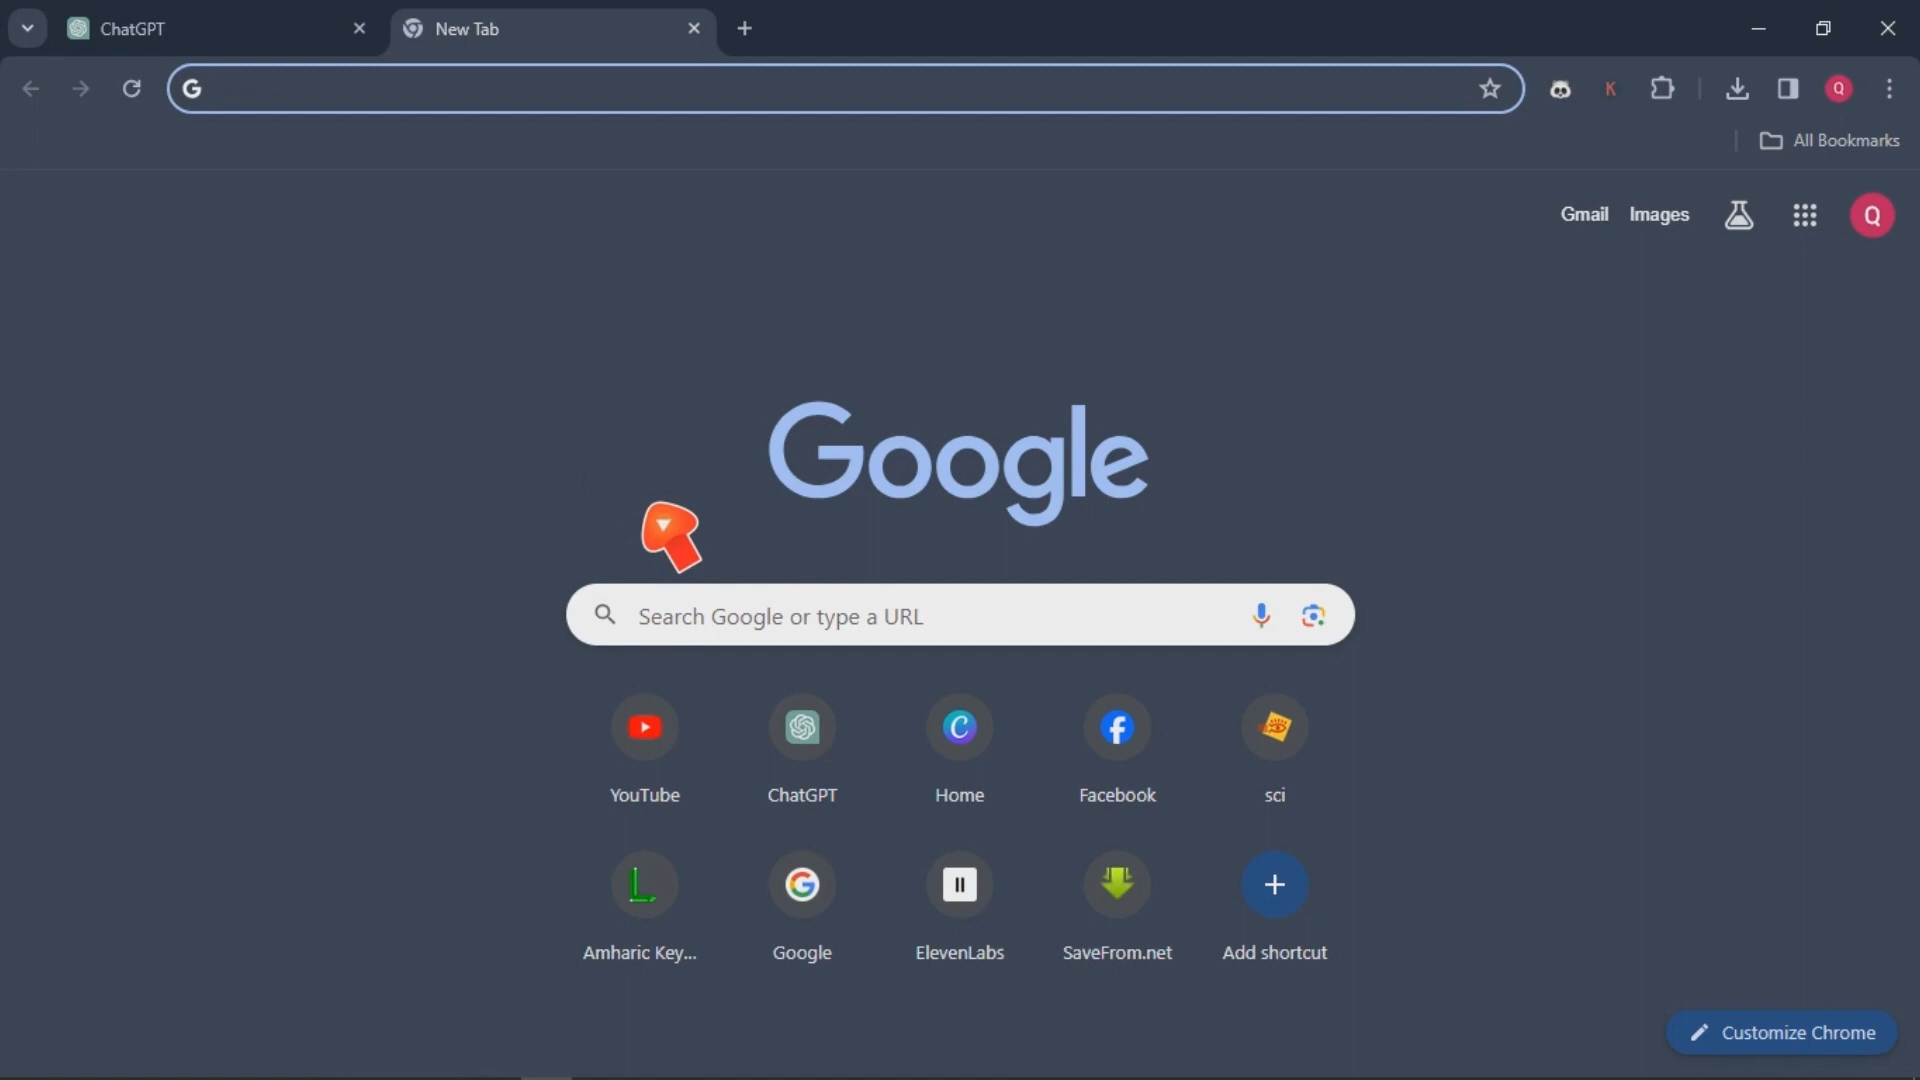 ChatGPT
New Tab
G
K
Q
All Bookmarks
Gmail Images
Q
Google
Search Google or type a URL
YouTube ChatGPT Home Facebook sci
Amharic Key... Google ElevenLabs SaveFrom.net Add shortcut
Customize Chrome